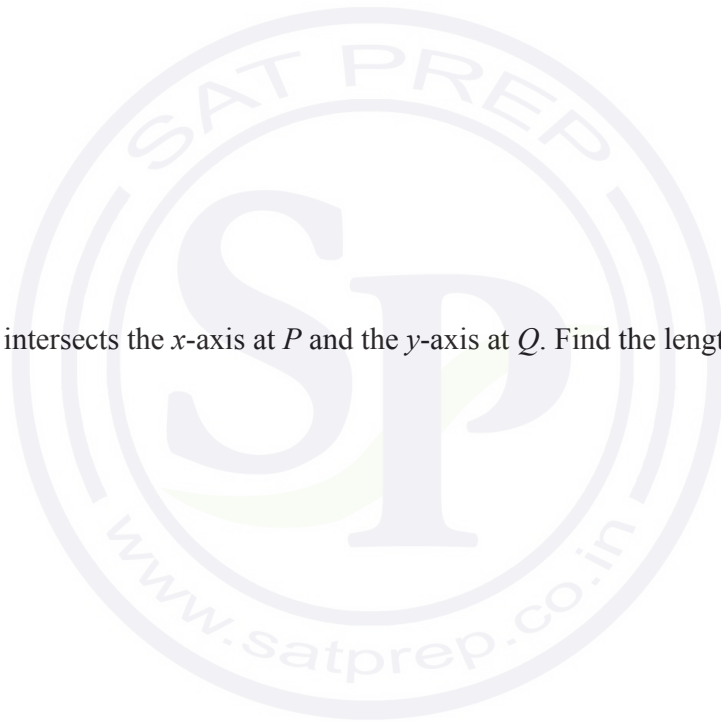 SAT PREP
SP
intersects the x-axis at P and the y-axis at Q. Find the lengt
www.satprep.co.in